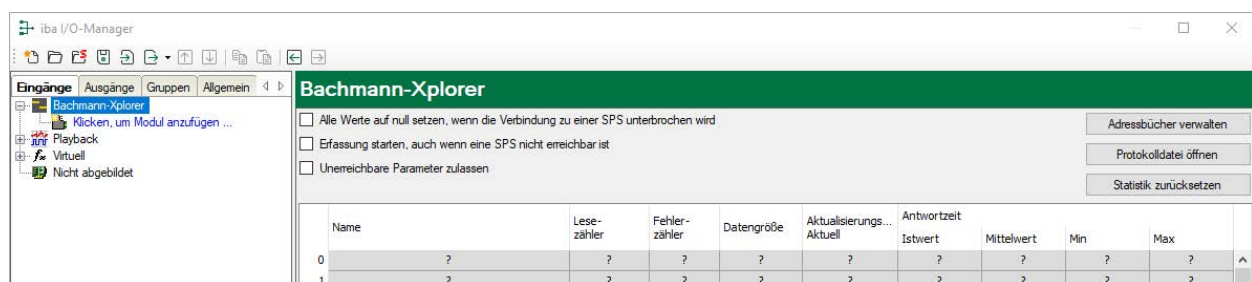 iba I/O-Manager
Eingänge Ausgänge Gruppen Allgemein
Bachmann-Xplorer
Klicken, um Modul anzufügen ...
Playback
Virtuell
Nicht abgebildet
Bachmann-Xplorer
Alle Werte auf null setzen, wenn die Verbindung zu einer SPS unterbrochen wird
Erfassung starten, auch wenn eine SPS nicht erreichbar ist
Unerreichbare Parameter zulassen
Adressbücher verwalten
Protokolldatei öffnen
Statistik zurücksetzen
Name Lese- Fehler- Datengröße Aktualisierungs... Antwortzeit
zähler zähler Aktuell Istwert Mittelwert Min Max
0 ? ? ? ? ? ? ? ? ?
1 ? ? ? ? ? ? ? ? ?